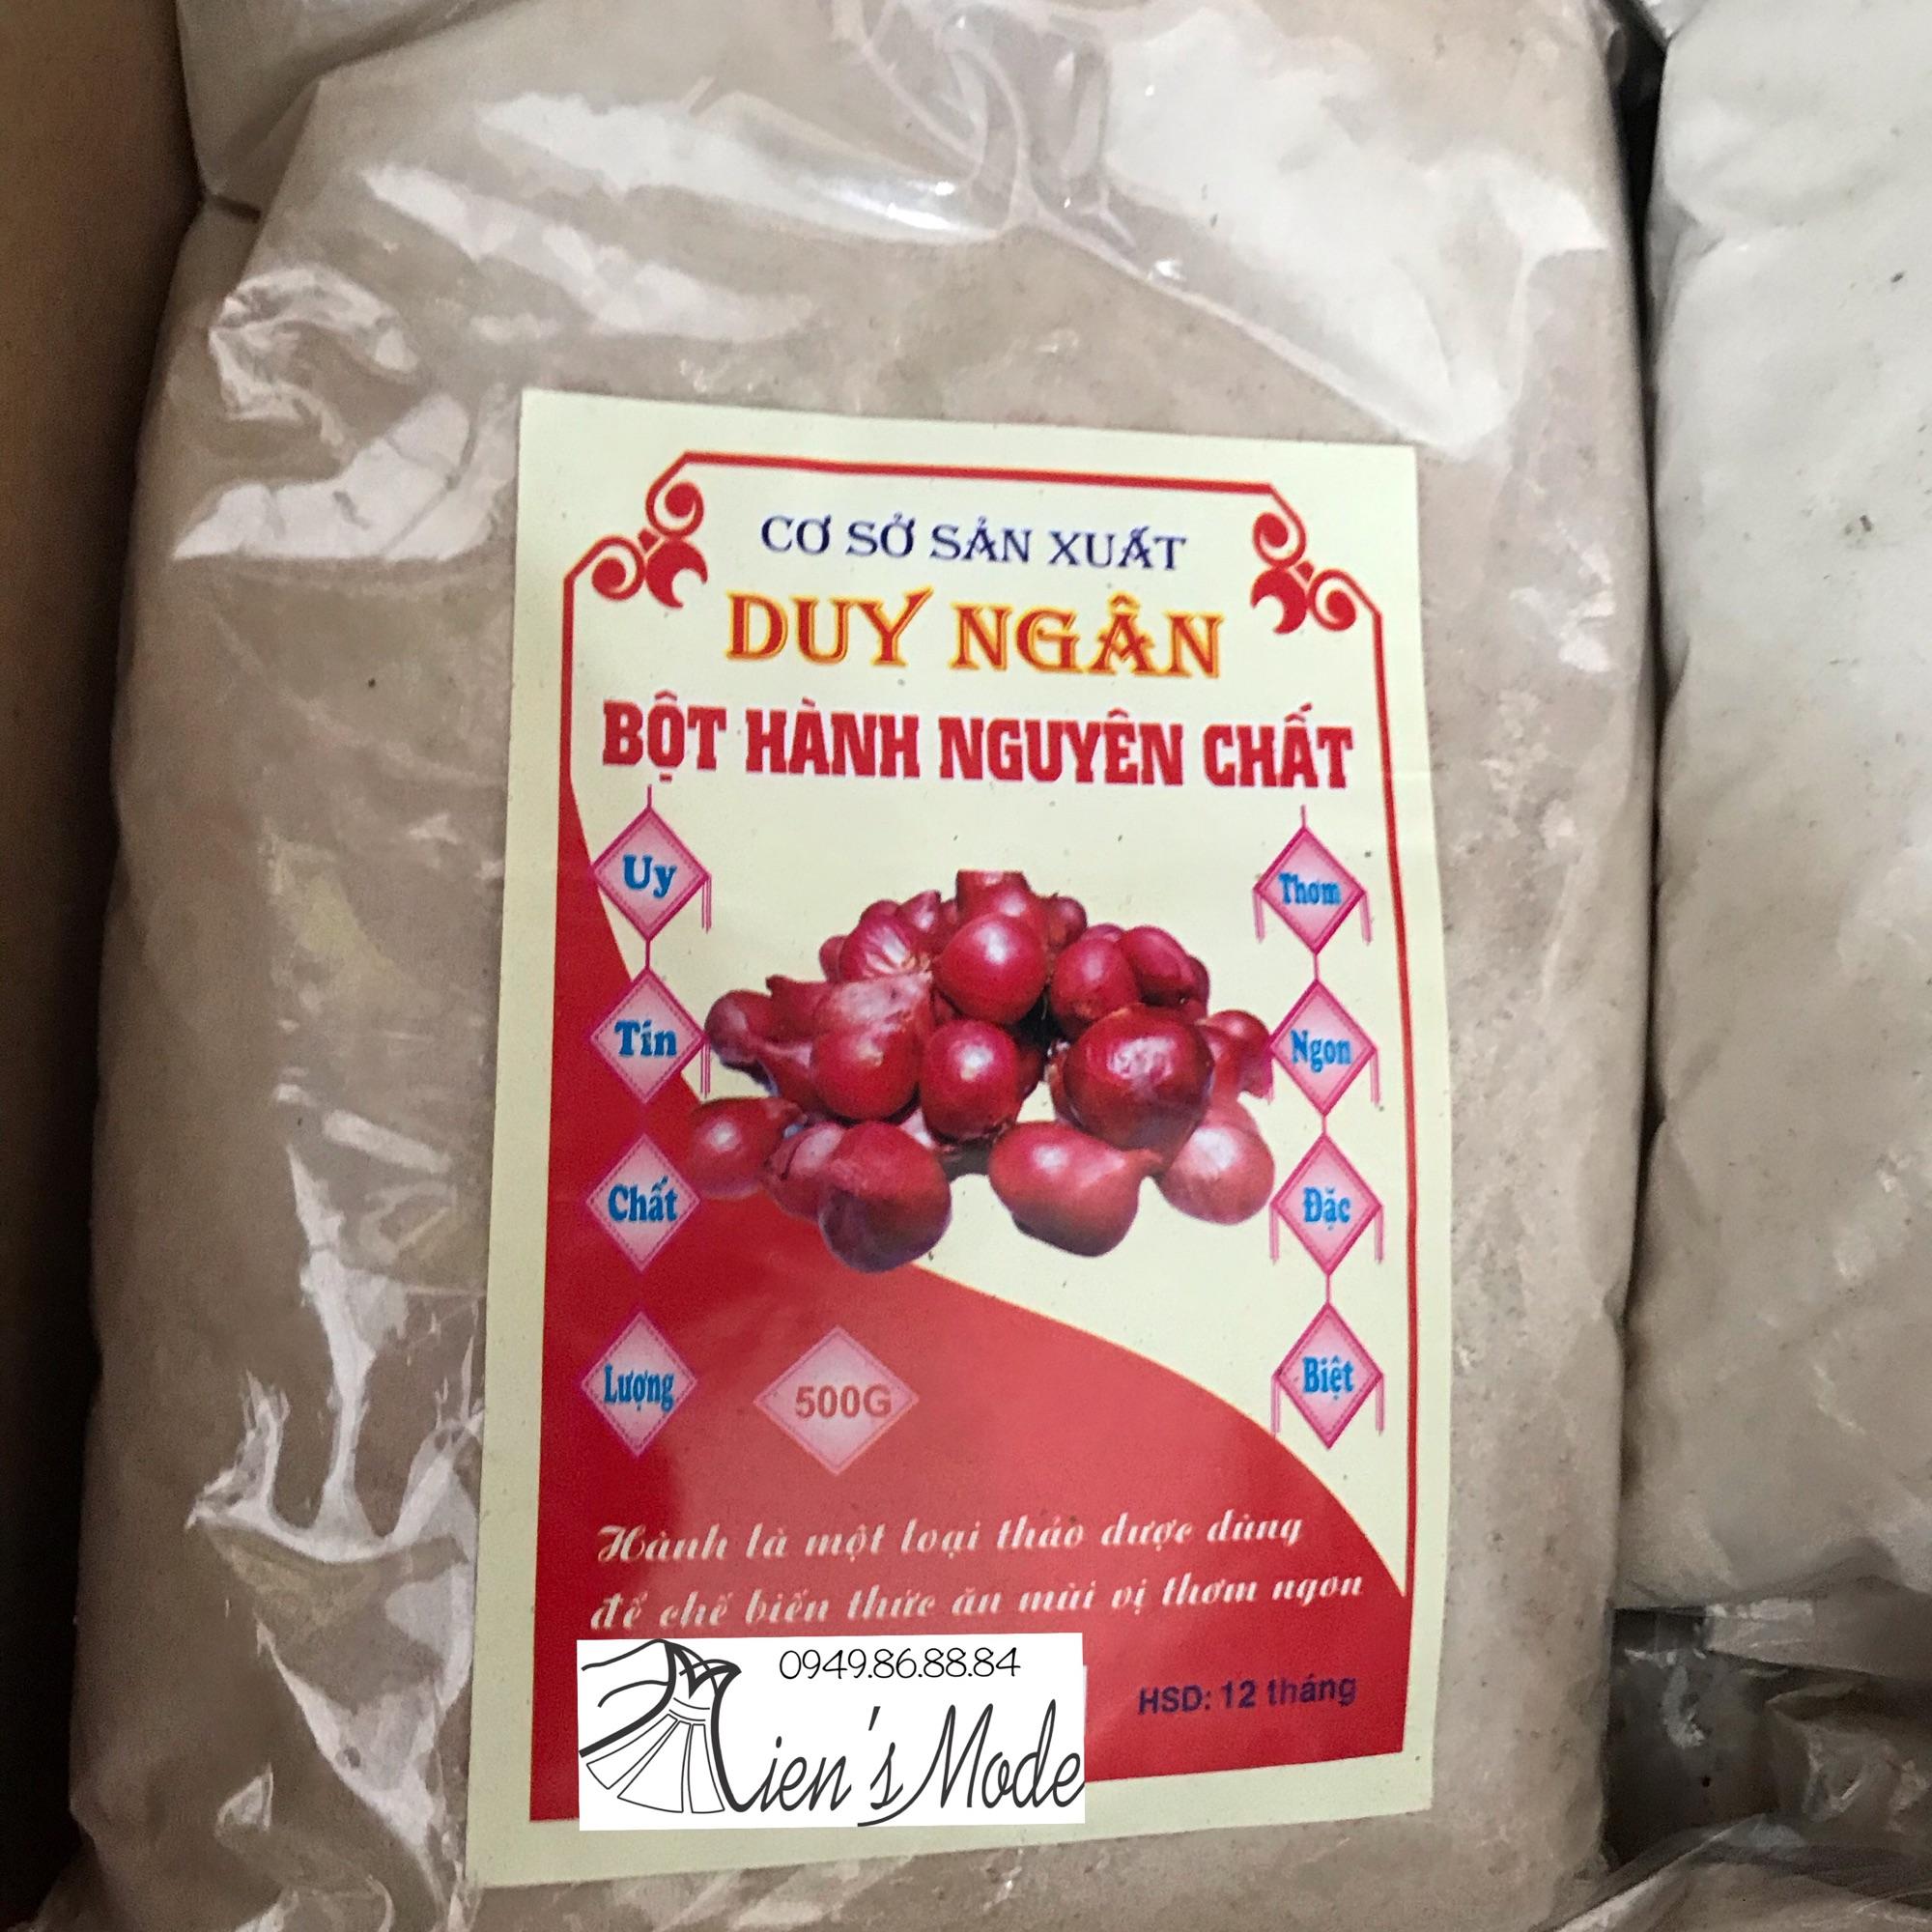 CƠ SỞ SẢN XUẤT
DUY NGÂN
BỘT HÀNH NGUYÊN CHẤT
Uy
Tín
Chất
Lượng
Thơm
Ngon
Đặc
Biệt
500G
Hành là một loại thảo dược dùng
để chế biến thức ăn mùi vị thơm ngon
HSD: 12 tháng
0949.86.88.84
Lien's Mode